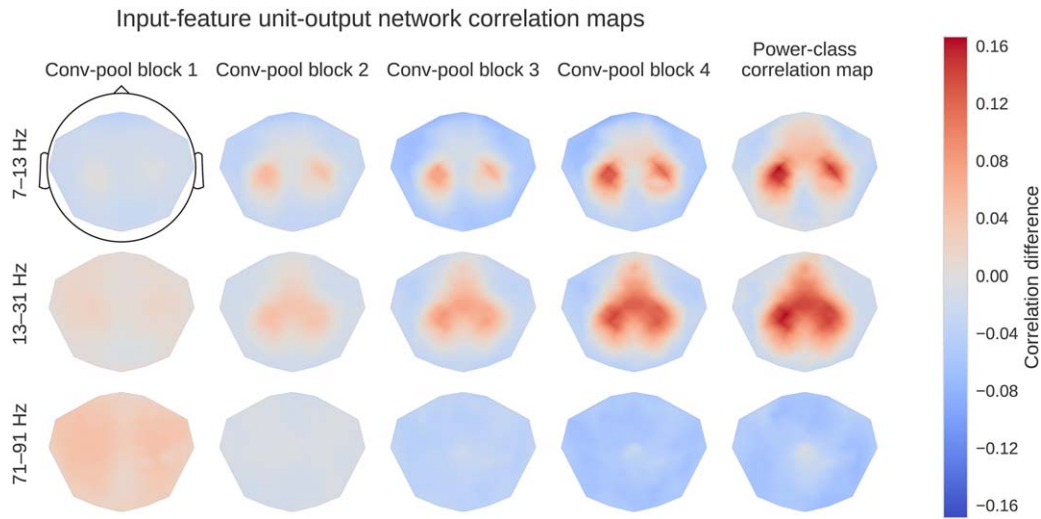 Input-feature unit-output network correlation maps
Conv-pool block 1
Conv-pool block 2
Conv-pool block 3
Conv-pool block 4
Power-class
correlation map
7–13 Hz
13–31 Hz
71–91 Hz
0.16
0.12
0.08
0.04
0.00
−0.04
−0.08
−0.12
−0.16
Correlation difference